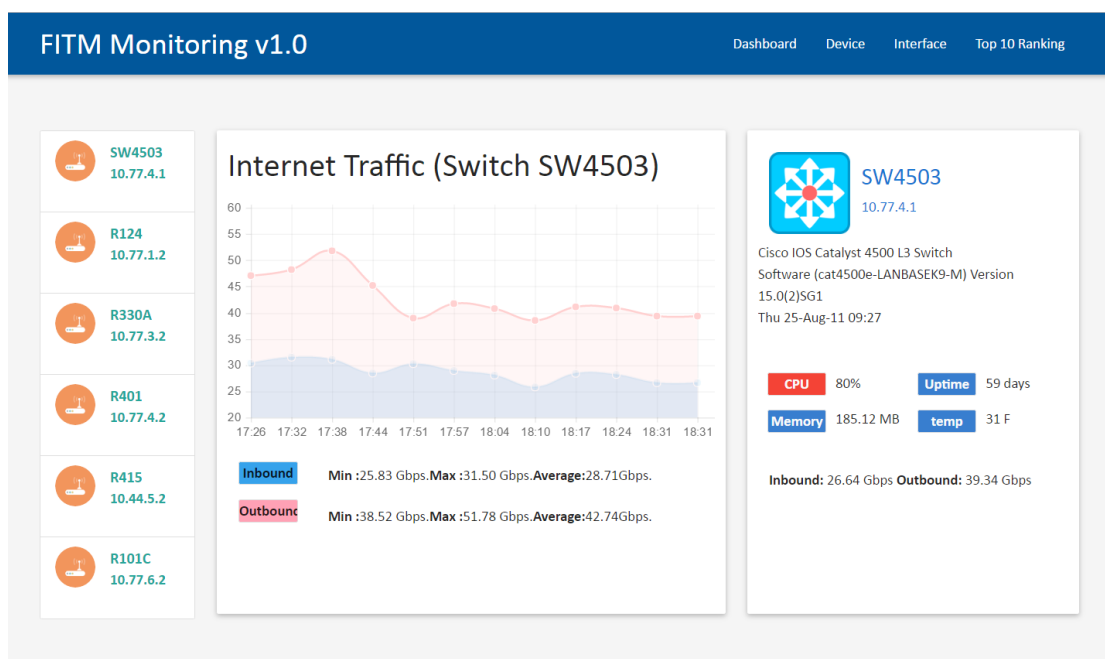 FITM Monitoring v1.0
Dashboard Device Interface Top 10 Ranking
SW4503
10.77.4.1
R124
10.77.1.2
R330A
10.77.3.2
R401
10.77.4.2
R415
10.44.5.2
R101C
10.77.6.2
Internet Traffic (Switch SW4503)
60
55
50
45
40
35
30
25
20
17:26 17:32 17:38 17:44 17:51 17:57 18:04 18:10 18:17 18:24 18:31 18:31
Inbound Min :25.83 Gbps.Max :31.50 Gbps.Average:28.71Gbps.
Outbound Min :38.52 Gbps.Max :51.78 Gbps.Average:42.74Gbps.
SW4503
10.77.4.1
Cisco IOS Catalyst 4500 L3 Switch
Software (cat4500e-LANBASEK9-M) Version
15.0(2)SG1
Thu 25-Aug-11 09:27
CPU 80% Uptime 59 days
Memory 185.12 MB temp 31 F
Inbound: 26.64 Gbps Outbound: 39.34 Gbps